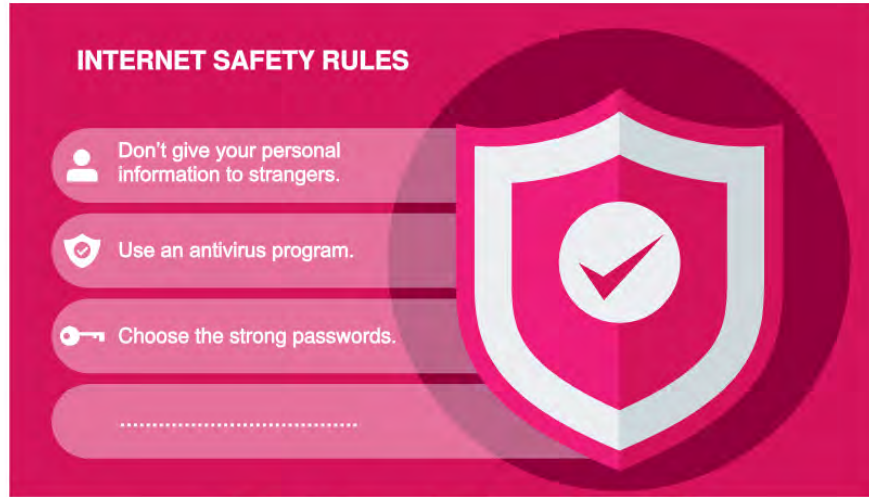 INTERNET SAFETY RULES
Don't give your personal
information to strangers.
Use an antivirus program.
Choose the strong passwords.
....................................